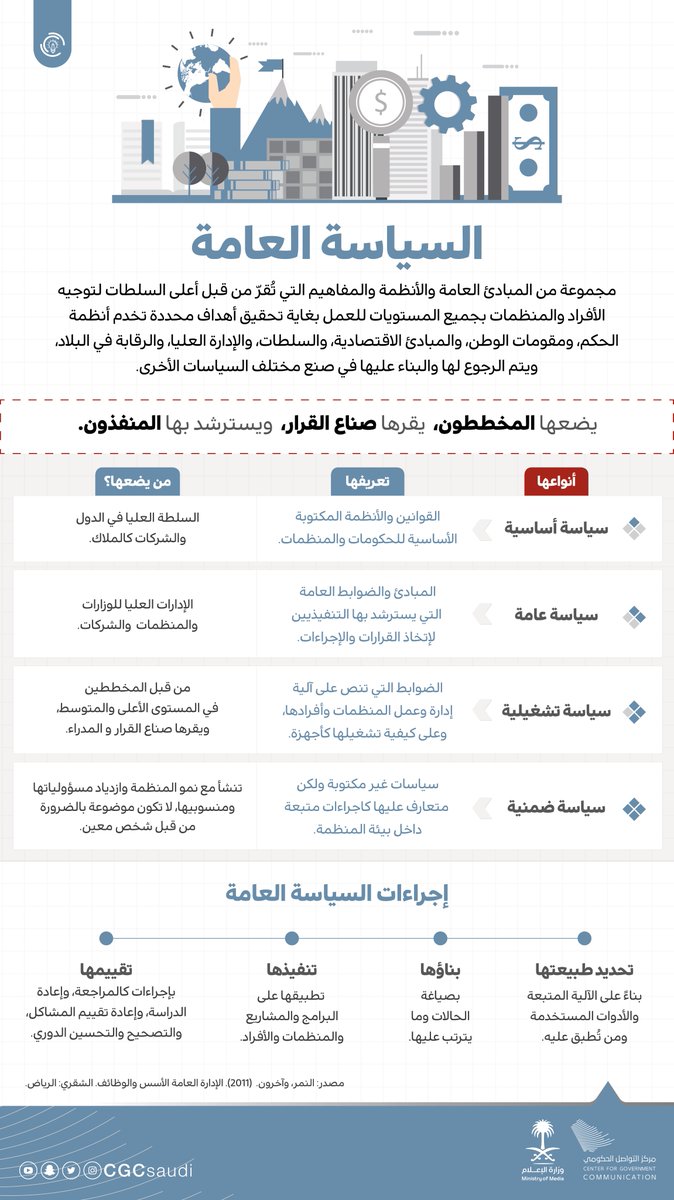 السياسة العامة
مجموعة من المبادئ العامة والأنظمة والمفاهيم التي تُقرّ من قبل أعلى السلطات لتوجيه
الأفراد والمنظمات بجميع المستويات للعمل بغاية تحقيق أهداف محددة تخدم أنظمة
الحكم، ومقومات الوطن، والمبادئ الاقتصادية، والسلطات، والإدارة العليا، والرقابة في البلاد،
ويتم الرجوع لها والبناء عليها في صنع مختلف السياسات الأخرى.
يضعها المخططون، يقرها صناع القرار، ويسترشد بها المنفذون.
أنواعها
تعريفها
من يضعها؟
سياسة أساسية
القوانين والأنظمة المكتوبة
الأساسية للحكومات والمنظمات.
السلطة العليا في الدول
والشركات كالملاك.
سياسة عامة
المبادئ والضوابط العامة
التي يسترشد بها التنفيذيين
لإتخاذ القرارات والإجراءات.
الإدارات العليا للوزارات
والمنظمات والشركات.
سياسة تشغيلية
الضوابط التي تنص على آلية
إدارة وعمل المنظمات وأفرادها،
وعلى كيفية تشغيلها كأجهزة.
من قبل المخططين
في المستوى الأعلى والمتوسط،
ويقرها صناع القرار و المدراء.
سياسة ضمنية
سياسات غير مكتوبة ولكن
متعارف عليها كاجراءات متبعة
داخل بيئة المنظمة.
تنشأ مع نمو المنظمة وازدياد مسؤولياتها
ومنسوبيها، لا تكون موضوعة بالضرورة
من قبل شخص معين.
إجراءات السياسة العامة
تحديد طبيعتها
بناءً على الآلية المتبعة
والأدوات المستخدمة
ومن تُطبق عليه.
بناؤها
بصياغة
الحالات وما
يترتب عليها.
تنفيذها
تطبيقها على
البرامج والمشاريع
والمنظمات والأفراد.
تقييمها
بإجراءات كالمراجعة، وإعادة
الدراسة، وإعادة تقييم المشاكل،
والتصحيح والتحسين الدوري.
مصدر: النمر، وآخرون. (2011). الإدارة العامة الأسس والوظائف. الشقري: الرياض.
مركز التواصل الحكومي
CENTER FOR GOVERNMENT
COMMUNICATION
وزارة الإعلام
Ministry of Media
CGCsaudi